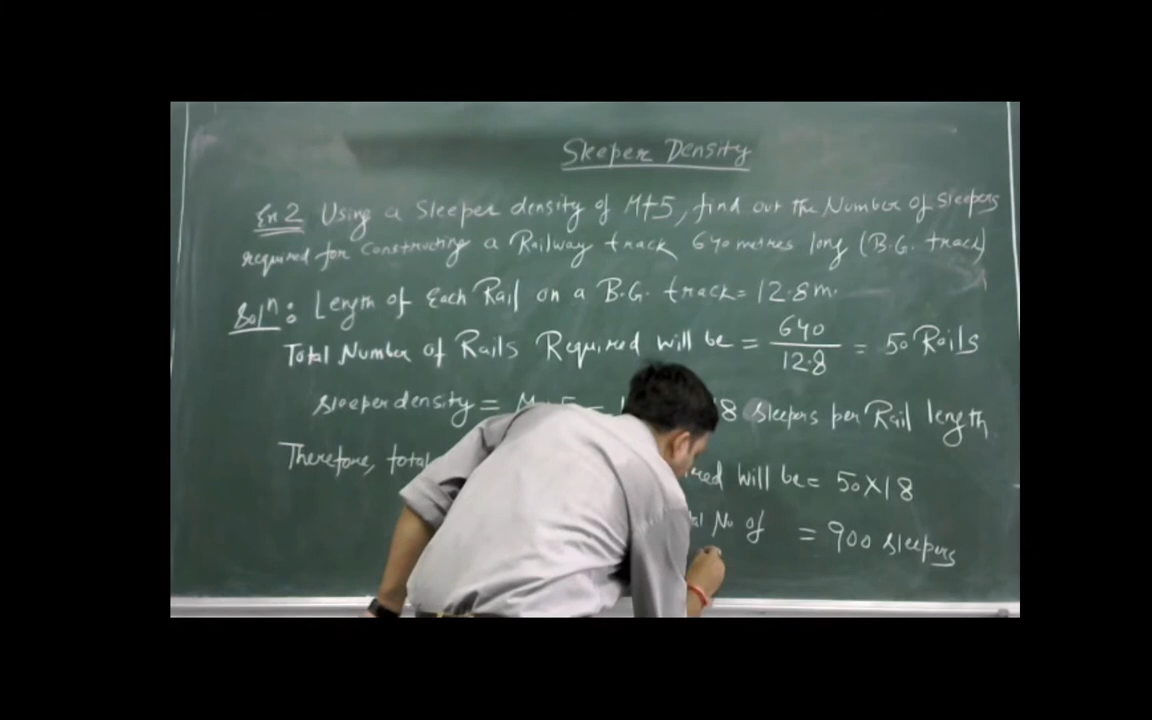 Sleeper Density
Ex 2 Using a Sleeper density of M+5, find out the Number of Sleepers
required for Constructing a Railway track 640 metres long (B.G. track)
Solⁿ: Length of Each Rail on a B.G. track = 12.8 m.
Total Number of Rails Required will be = 640 / 12.8 = 50 Rails
Sleeper density = 18 sleepers per Rail length
Therefore, total will be = 50 X 18
No of = 900 sleepers